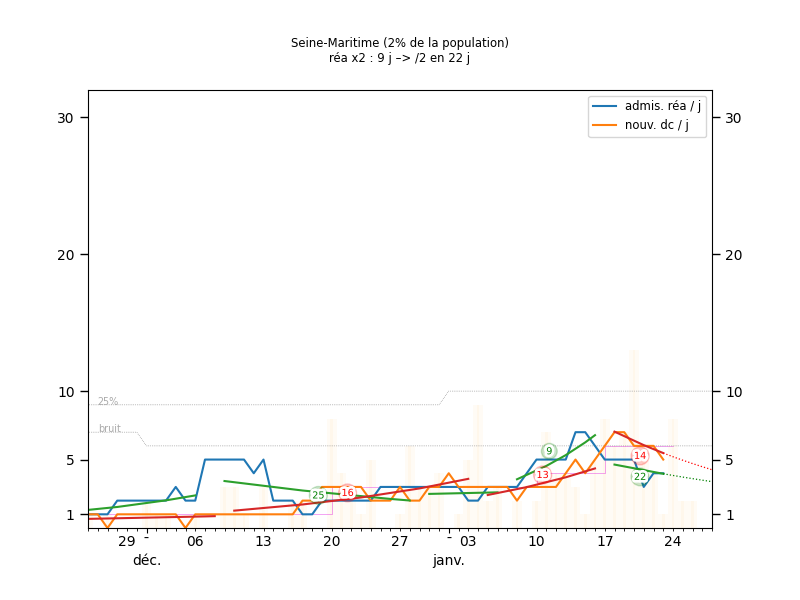 Seine-Maritime (2% de la population)
réa x2 : 9 j –> /2 en 22 j
admis. réa / j
nouv. dc / j
30 30
20 20
10 10
25%
bruit
9
5 5
14
13
22
25 16
1 1
29 - 06 13 20 27 - 03 10 17 24
déc. janv.